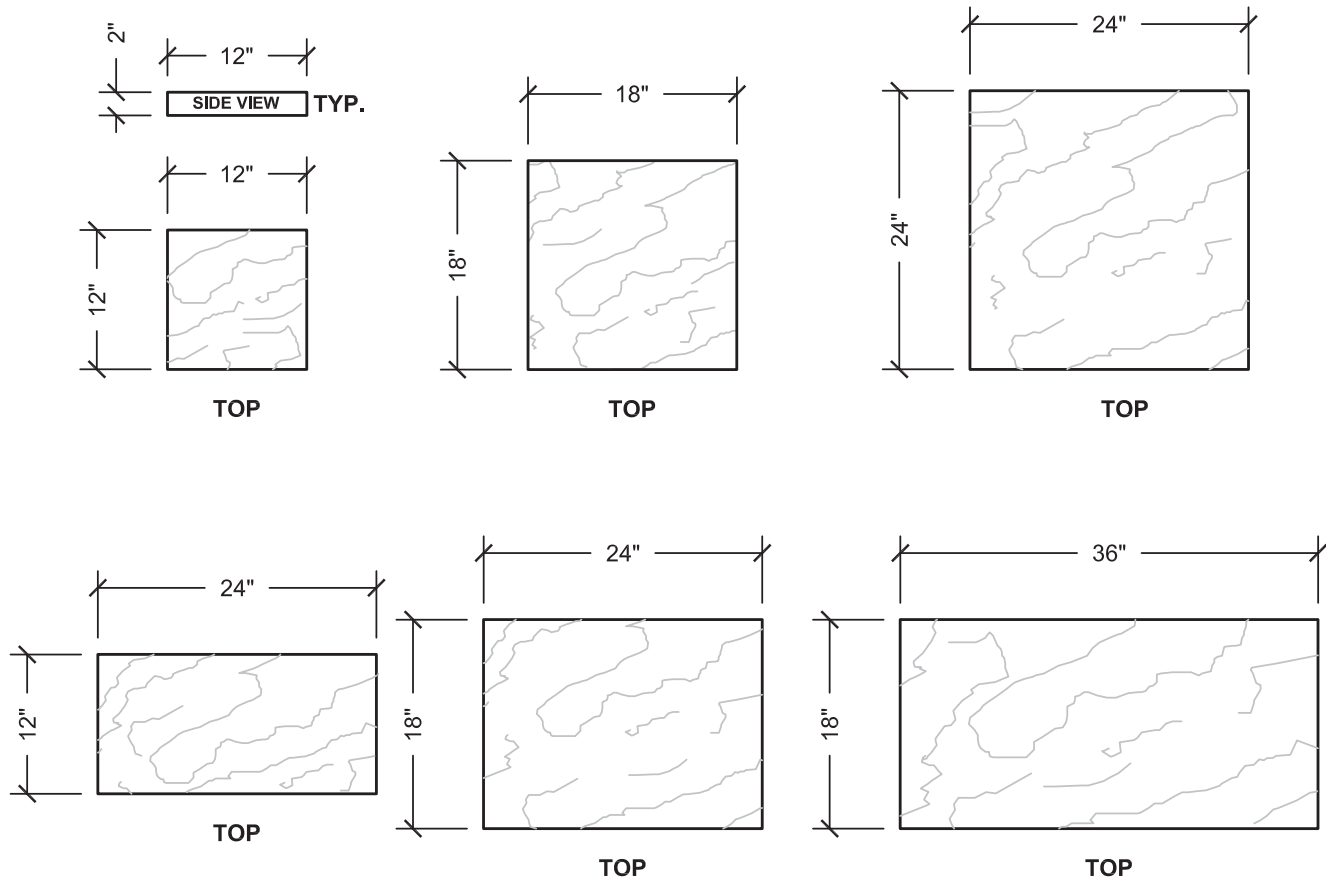 2"
12"
SIDE VIEW TYP.
12"
12"
TOP
18"
18"
TOP
24"
24"
TOP
24"
12"
TOP
24"
18"
TOP
36"
18"
TOP